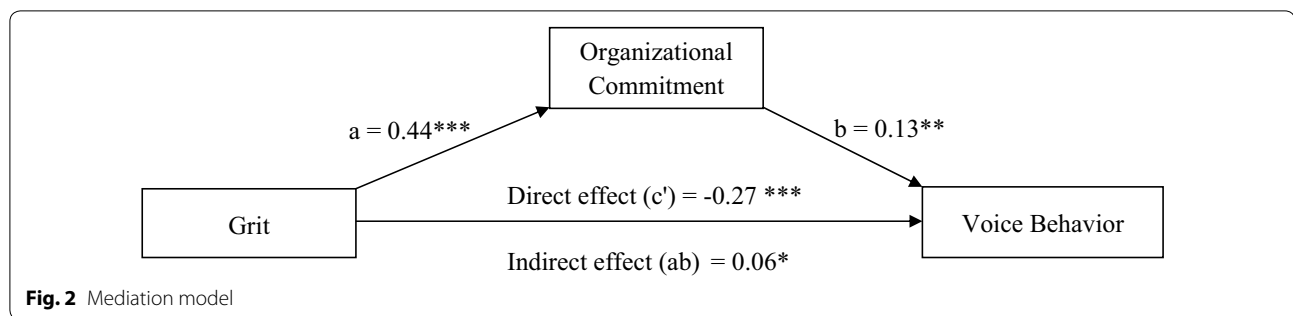 Organizational
Commitment
a = 0.44***
b = 0.13**
Direct effect (c') = -0.27 ***
Grit
Voice Behavior
Indirect effect (ab) = 0.06*
Fig. 2 Mediation model